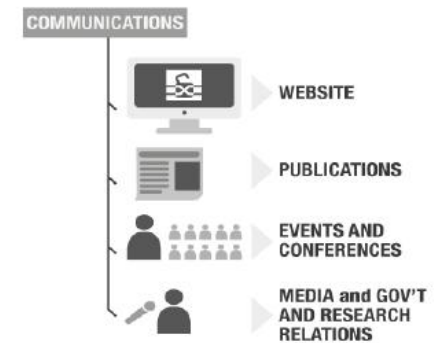 COMMUNICATIONS
WEBSITE
PUBLICATIONS
EVENTS AND
CONFERENCES
MEDIA and GOV'T
AND RESEARCH
RELATIONS